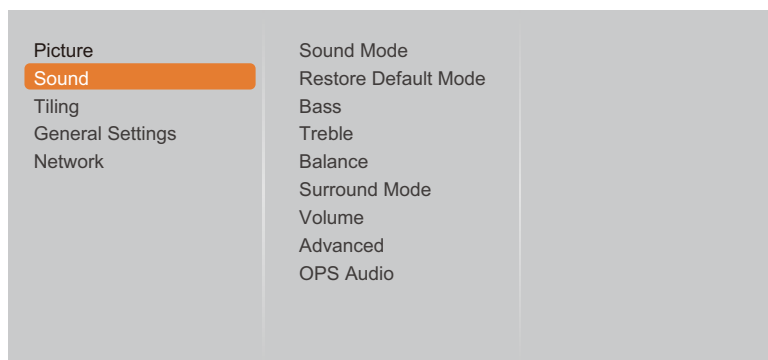 Picture
Sound
Tiling
General Settings
Network
Sound Mode
Restore Default Mode
Bass
Treble
Balance
Surround Mode
Volume
Advanced
OPS Audio